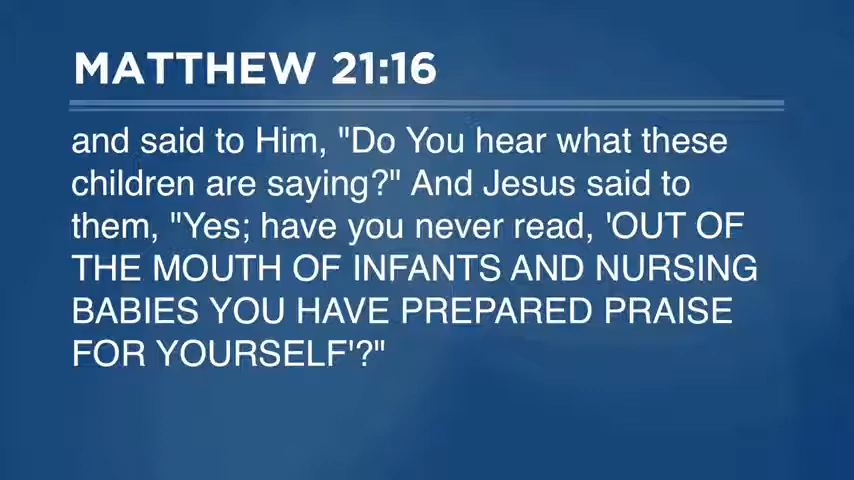 MATTHEW 21:16
and said to Him, "Do You hear what these
children are saying?" And Jesus said to
them, "Yes; have you never read, 'OUT OF
THE MOUTH OF INFANTS AND NURSING
BABIES YOU HAVE PREPARED PRAISE
FOR YOURSELF'?"